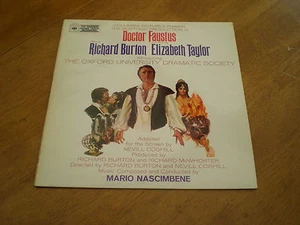 CBS
Doctor Faustus
Richard Burton Elizabeth Taylor
THE OXFORD UNIVERSITY DRAMATIC SOCIETY
Adapted
for the Screen by
NEVILL COGHILL
Produced by
RICHARD BURTON and RICHARD McWHORTER
Directed by RICHARD BURTON and NEVILL COGHILL
Music Composed and Conducted by
MARIO NASCIMBENE